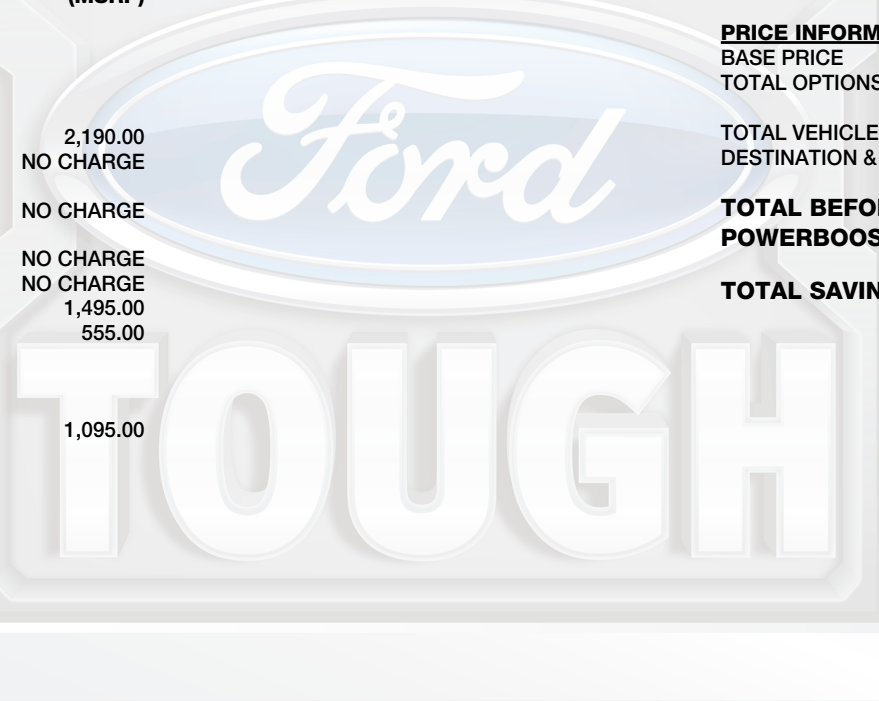 (MSRP)
2,190.00
NO CHARGE
NO CHARGE
NO CHARGE
NO CHARGE
1,495.00
555.00
1,095.00
PRICE INFORM
BASE PRICE
TOTAL OPTIONS
TOTAL VEHICLE
DESTINATION &
TOTAL BEFO
POWERBOOS
TOTAL SAVIN
Ford
TOUGH